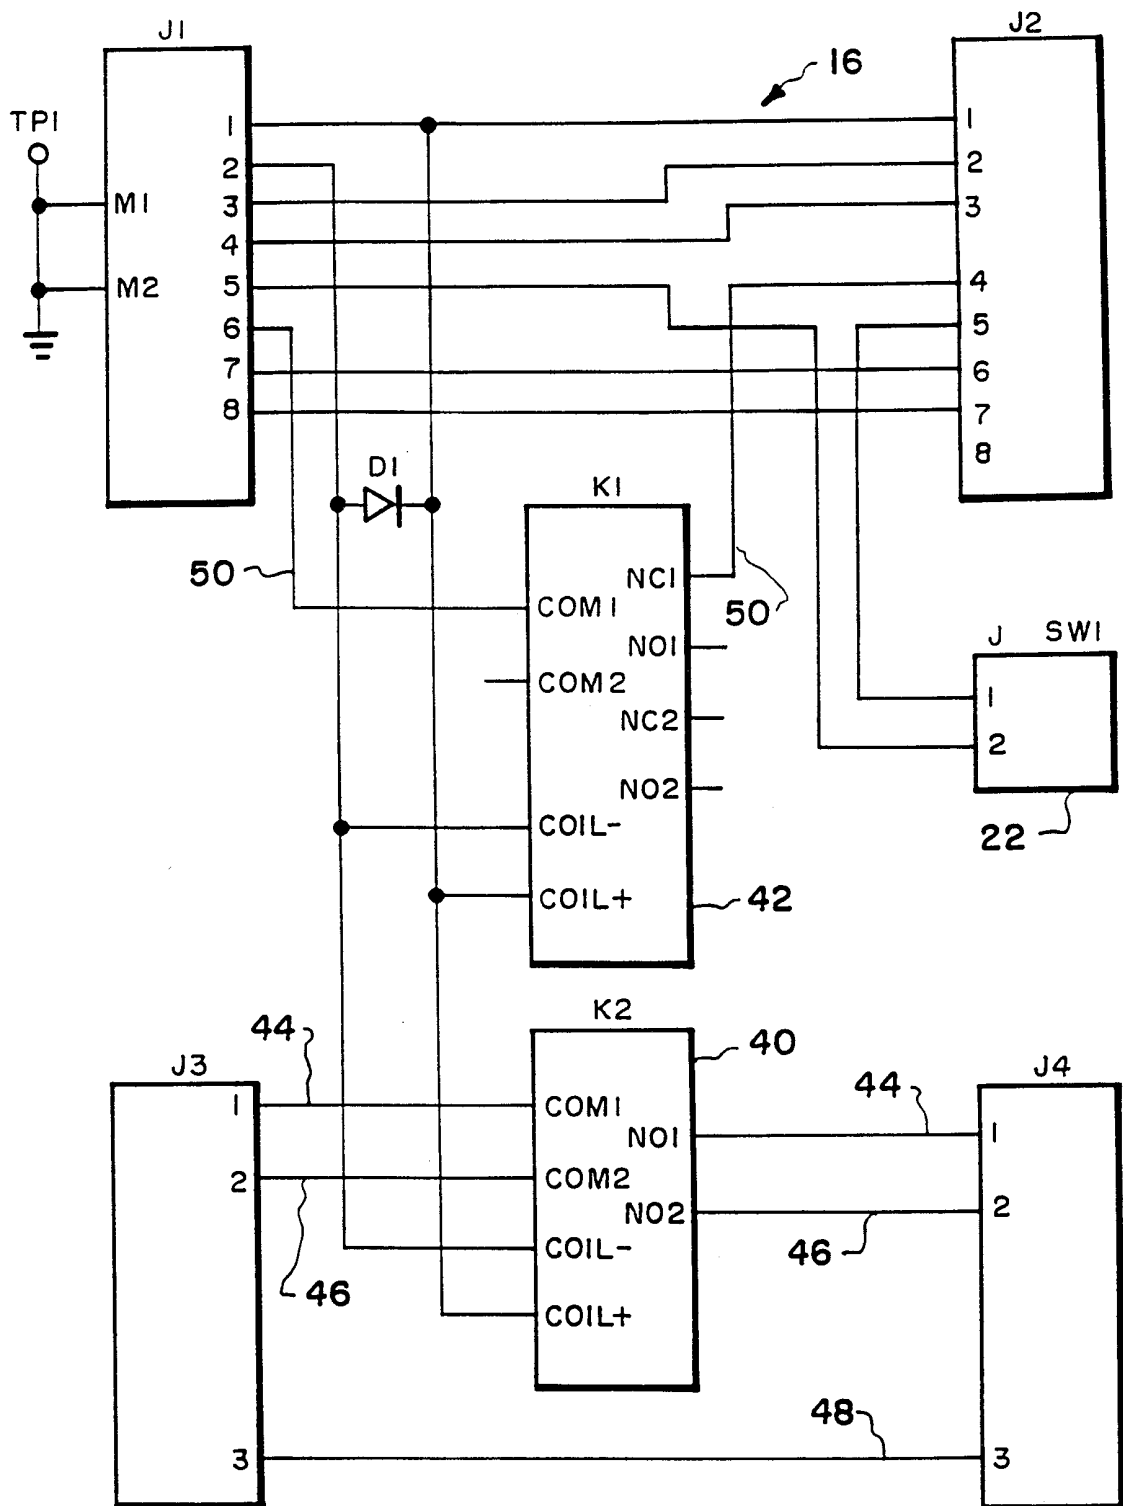 J1
J2
16
TP1
1
1
2
2
M1
3
3
4
M2
5
4
6
5
7
6
8
7
8
D1
K1
50
NC1
50
COM1
NO1
J SW1
COM2
1
NC2
2
NO2
COIL-
22
COIL+
42
K2
44
40
J3
J4
1
COM1
44
NO1
1
2
COM2
NO2
2
COIL-
46
46
COIL+
48
3
3